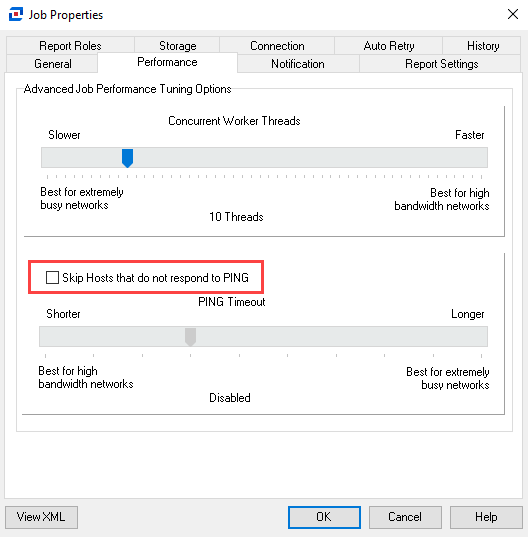 Job Properties
Report Roles
Storage
Connection
Auto Retry
History
General
Performance
Notification
Report Settings
Advanced Job Performance Tuning Options
Concurrent Worker Threads
Slower
Faster
Best for extremely
busy networks
Best for high
bandwidth networks
10 Threads
Skip Hosts that do not respond to PING
PING Timeout
Shorter
Longer
Best for high
bandwidth networks
Best for extremely
busy networks
Disabled
View XML
OK
Cancel
Help